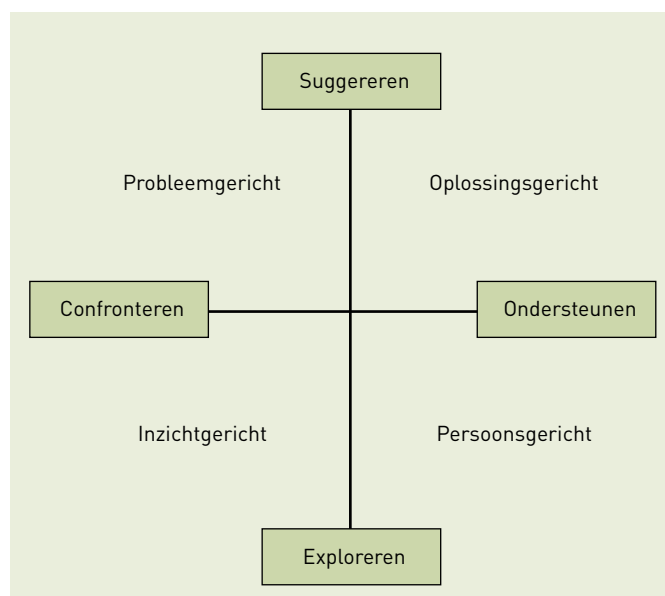 Suggereren
Probleemgericht
Oplossingsgericht
Confronteren
Ondersteunen
Inzichtgericht
Persoonsgericht
Exploreren